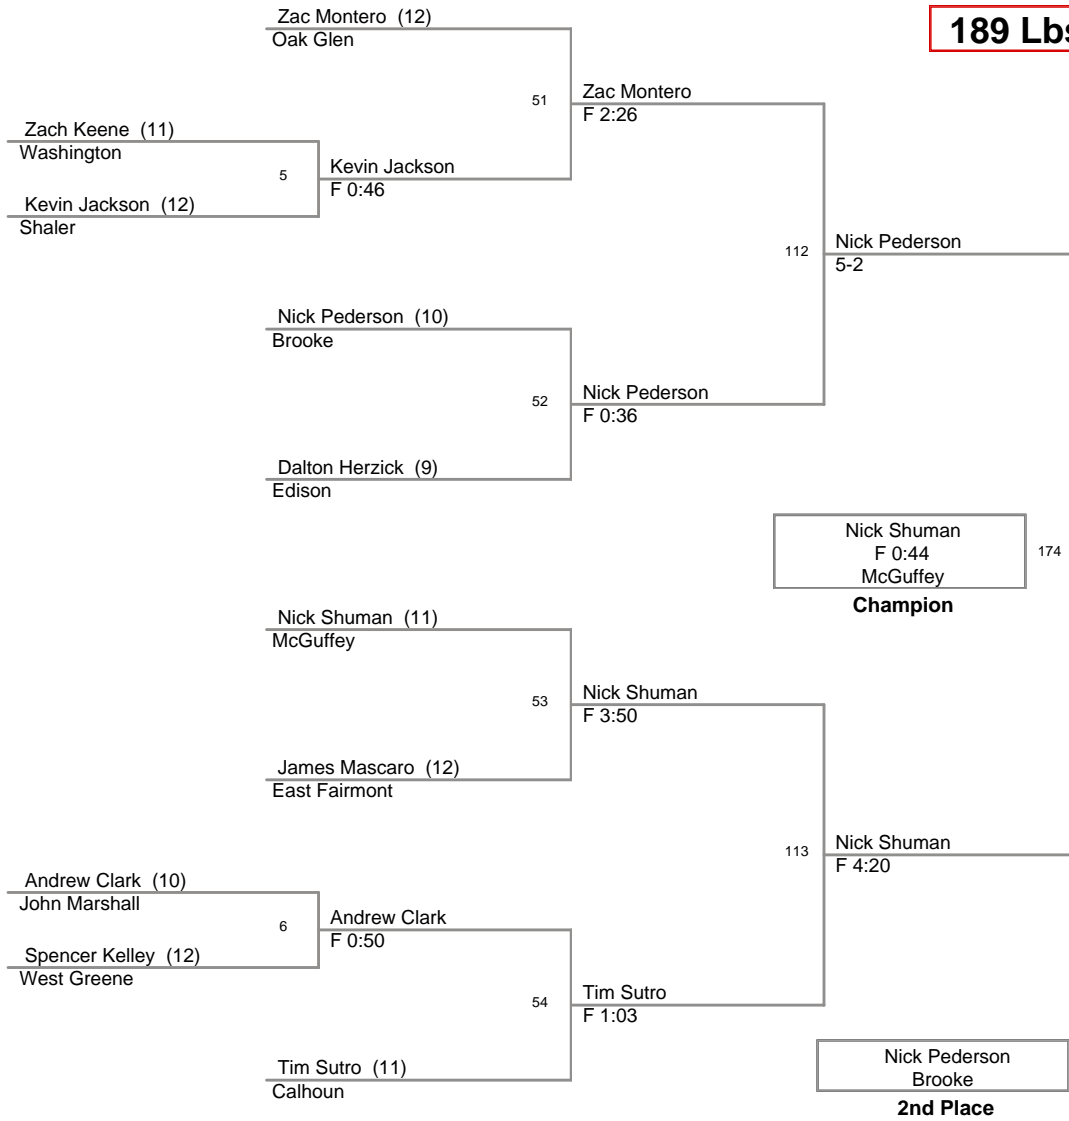 Zac Montero (12)
Oak Glen
189 Lbs
51
Zac Montero
F 2:26
Zach Keene (11)
Washington
5
Kevin Jackson
F 0:46
Kevin Jackson (12)
Shaler
112
Nick Pederson
5-2
Nick Pederson (10)
Brooke
52
Nick Pederson
F 0:36
Dalton Herzick (9)
Edison
Nick Shuman
F 0:44
McGuffey
174
Champion
Nick Shuman (11)
McGuffey
53
Nick Shuman
F 3:50
James Mascaro (12)
East Fairmont
113
Nick Shuman
F 4:20
Andrew Clark (10)
John Marshall
6
Andrew Clark
F 0:50
Spencer Kelley (12)
West Greene
54
Tim Sutro
F 1:03
Tim Sutro (11)
Calhoun
Nick Pederson
Brooke
2nd Place